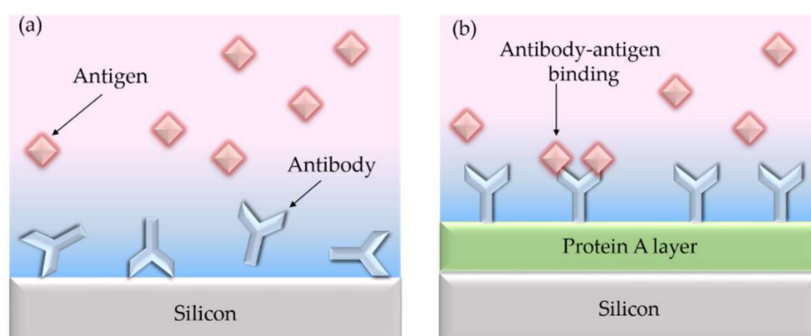 (a)
Antigen
Antibody
Silicon
(b)
Antibody-antigen
binding
Protein A layer
Silicon